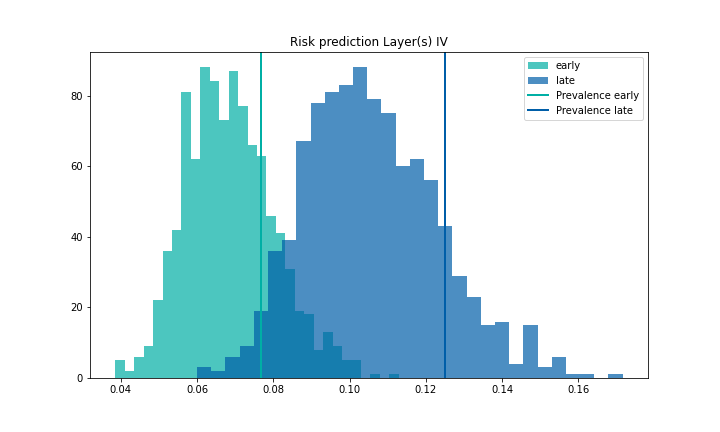 Risk prediction Layer(s) IV
early
late
Prevalence early
Prevalence late
80
60
40
20
0
0.04 0.06 0.08 0.10 0.12 0.14 0.16